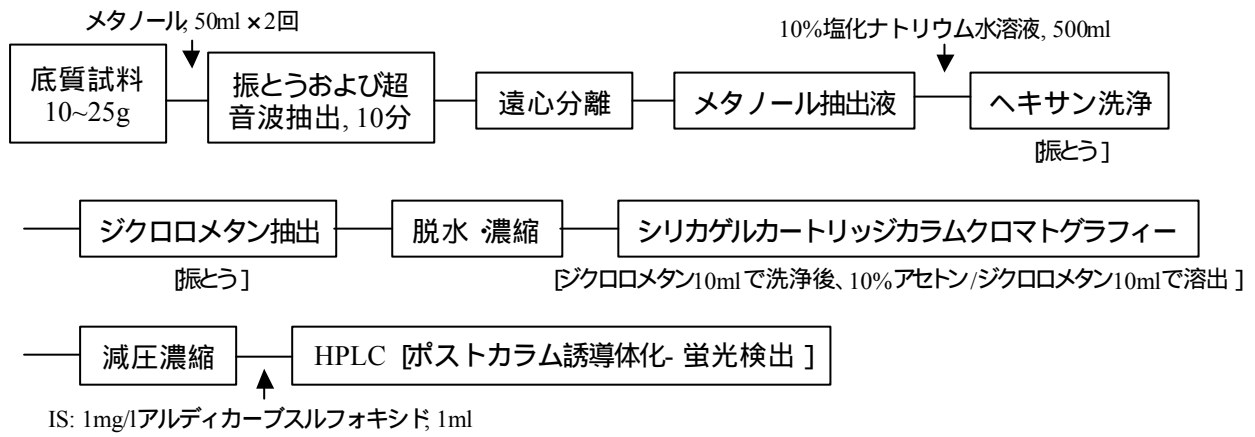 メタノール, 50ml ×2回
10%塩化ナトリウム水溶液, 500ml
底質試料
10~25g
振とうおよび超
音波抽出, 10分
遠心分離
メタノール抽出液
ヘキサン洗浄
[振とう]
ジクロロメタン抽出
[振とう]
脱水・濃縮
シリカゲルカートリッジカラムクロマトグラフィー
[ジクロロメタン10mlで洗浄後、10%アセトン/ジクロロメタン10mlで溶出]
減圧濃縮
HPLC [ポストカラム誘導体化-蛍光検出]
IS: 1mg/lアルディカーブスルフォキシド, 1ml